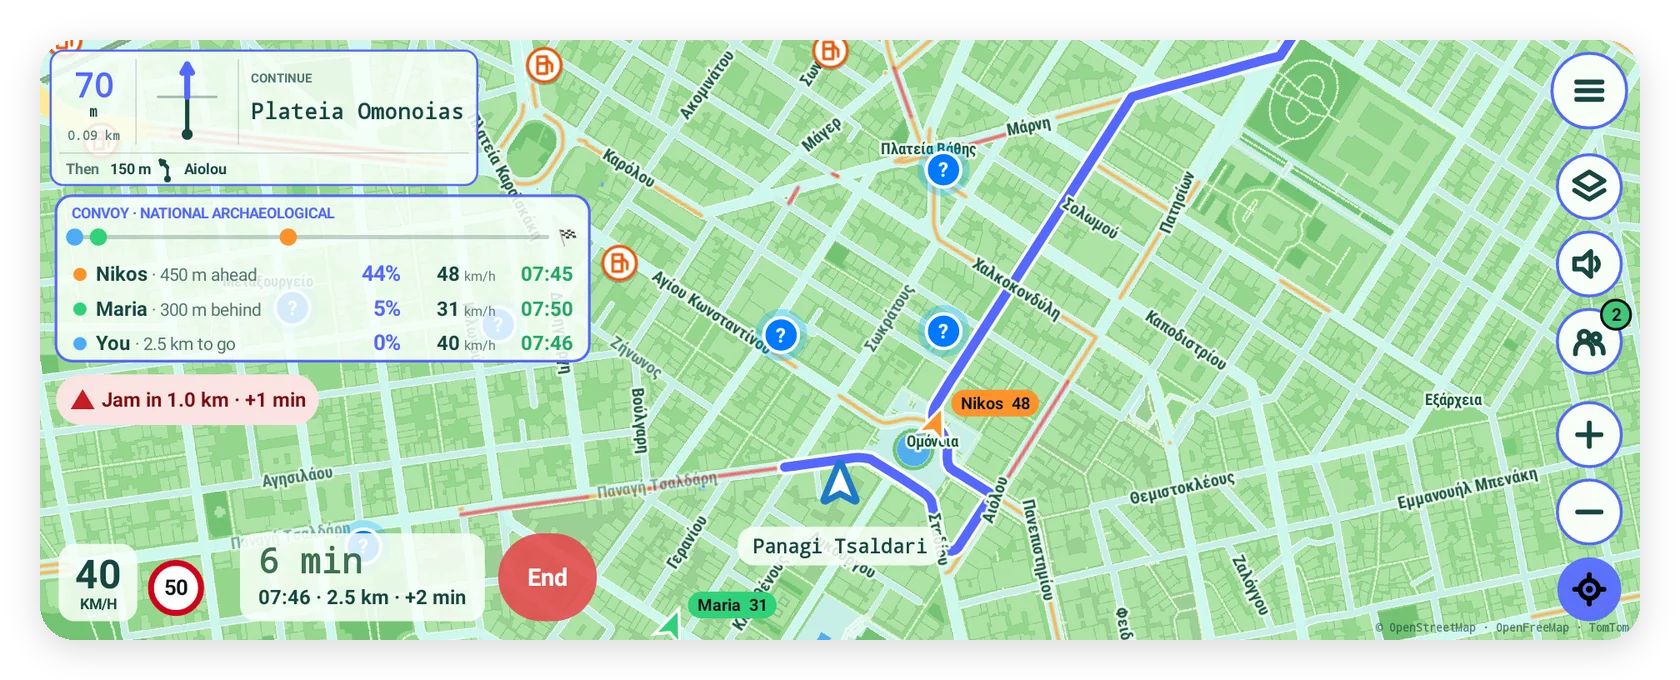 70
m
0.09 km
CONTINUE
Plateia Omonoias
Then 150 m Aiolou
CONVOY · NATIONAL ARCHAEOLOGICAL
Nikos · 450 m ahead 44% 48 km/h 07:45
Maria · 300 m behind 5% 31 km/h 07:50
You · 2.5 km to go 0% 40 km/h 07:46
Jam in 1.0 km · +1 min
40
KM/H
50
6 min
07:46 · 2.5 km · +2 min
End
Ακομινάτου
Μάγερ
Πλατεία Βάθης
?
Μάρνη
Καρόλου
Σολωμού
Πατησίων
Χαλκοκονδύλη
Αγίου Κωνσταντίνου
?
Σωκράτους
?
Καποδιστρίου
Ζήνωνος
Βούλγαρη
Μεταξουργείο
?
?
Nikos 48
Ομόνοια
Εξάρχεια
Αγησιλάου
Παναγή Τσαλδάρη
Παναγή Τσαλδάρη
?
Αιόλου
Θεμιστοκλέους
Εμμανουήλ Μπενάκη
Πανεπιστημίου
Γερανίου
Panagi Tsaldari
Ζαλόγγου
Maria 31
2
© OpenStreetMap · OpenFreeMap · TomTom